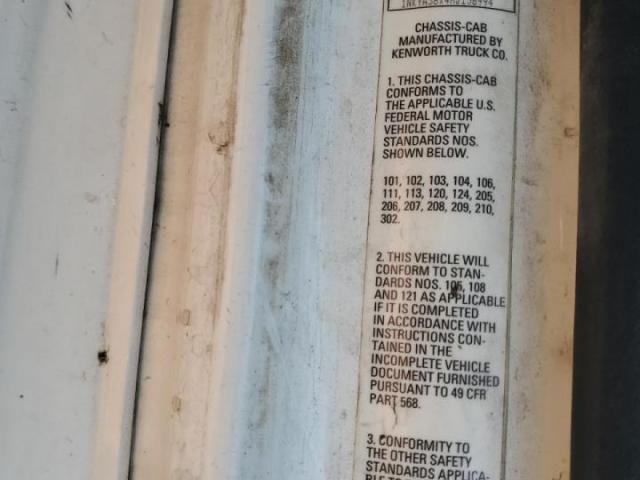 CHASSIS-CAB
MANUFACTURED BY
KENWORTH TRUCK CO.
1. THIS CHASSIS-CAB
CONFORMS TO
THE APPLICABLE U.S.
FEDERAL MOTOR
VEHICLE SAFETY
STANDARDS NOS.
SHOWN BELOW.
101, 102, 103, 104, 106,
111, 113, 120, 124, 205,
206, 207, 208, 209, 210,
302.
2. THIS VEHICLE WILL
CONFORM TO STAN-
DARDS NOS. 105, 108
AND 121 AS APPLICABLE
IF IT IS COMPLETED
IN ACCORDANCE WITH
INSTRUCTIONS CON-
TAINED IN THE
INCOMPLETE VEHICLE
DOCUMENT FURNISHED
PURSUANT TO 49 CFR
PART 568.
3. CONFORMITY TO
THE OTHER SAFETY
STANDARDS APPLICA-